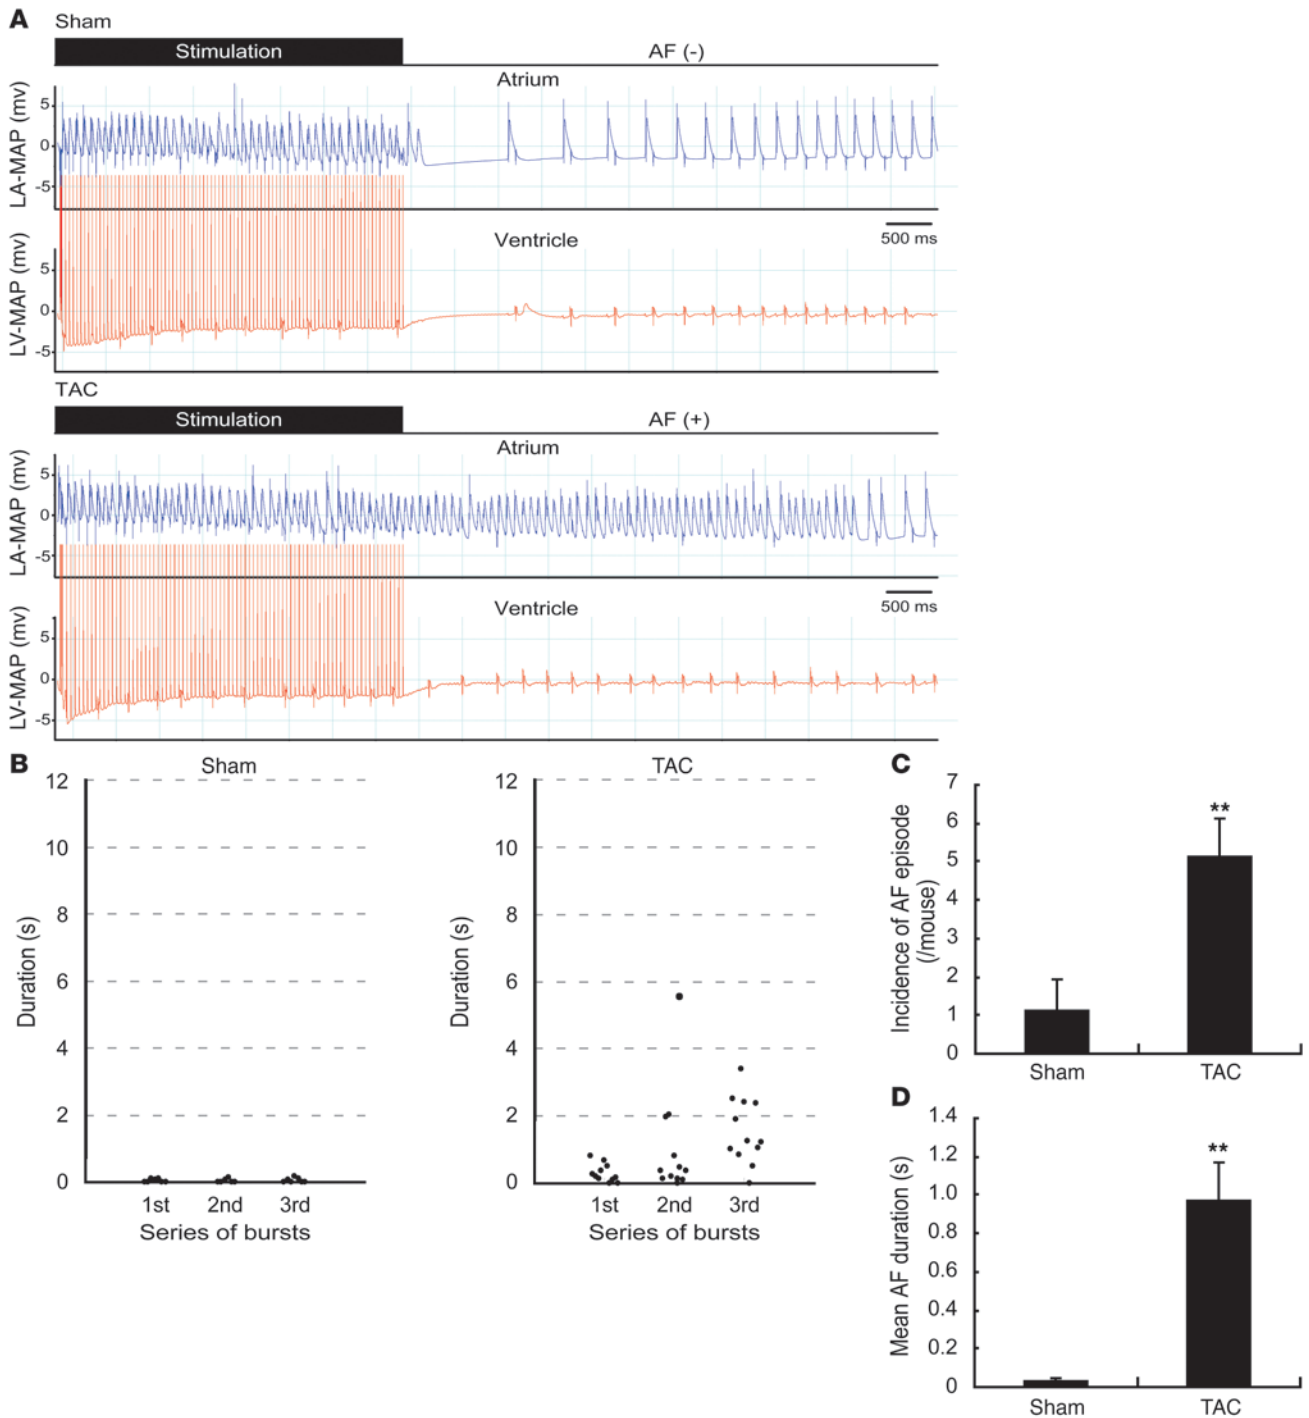 A
Sham
Stimulation
AF (-)
Atrium
LA-MAP (mv)
5
0
-5
500 ms
Ventricle
LV-MAP (mv)
5
0
-5
TAC
Stimulation
AF (+)
Atrium
LA-MAP (mv)
5
0
-5
500 ms
Ventricle
LV-MAP (mv)
5
0
-5
B
Sham
12
10
8
6
4
2
0
Duration (s)
1st 2nd 3rd
Series of bursts
TAC
12
10
8
6
4
2
0
Duration (s)
1st 2nd 3rd
Series of bursts
C
7
6
5
4
3
2
1
0
Incidence of AF episode
(/mouse)
**
Sham TAC
D
1.4
1.2
1.0
0.8
0.6
0.4
0.2
0
Mean AF duration (s)
**
Sham TAC